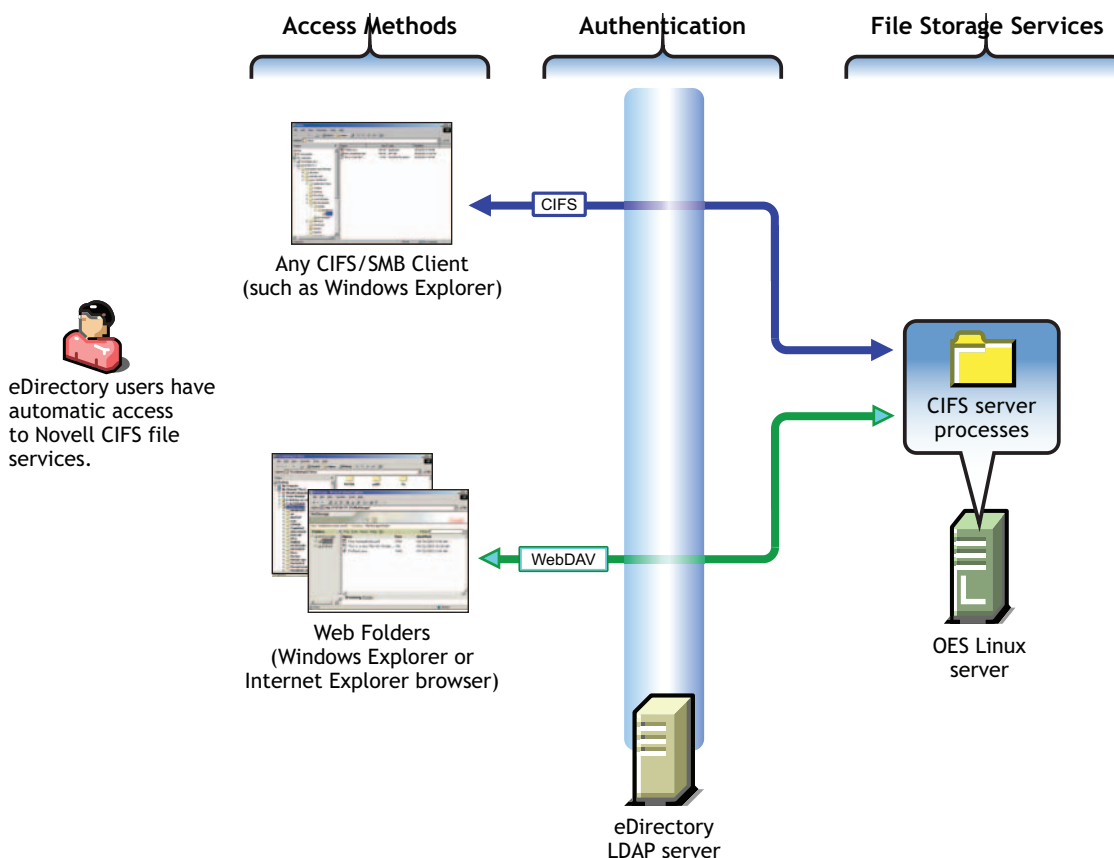 Access Methods
Authentication
File Storage Services
CIFS
Any CIFS/SMB Client
(such as Windows Explorer)
eDirectory users have
automatic access
to Novell CIFS file
services.
CIFS server
processes
WebDAV
Web Folders
(Windows Explorer or
Internet Explorer browser)
OES Linux
server
eDirectory
LDAP server